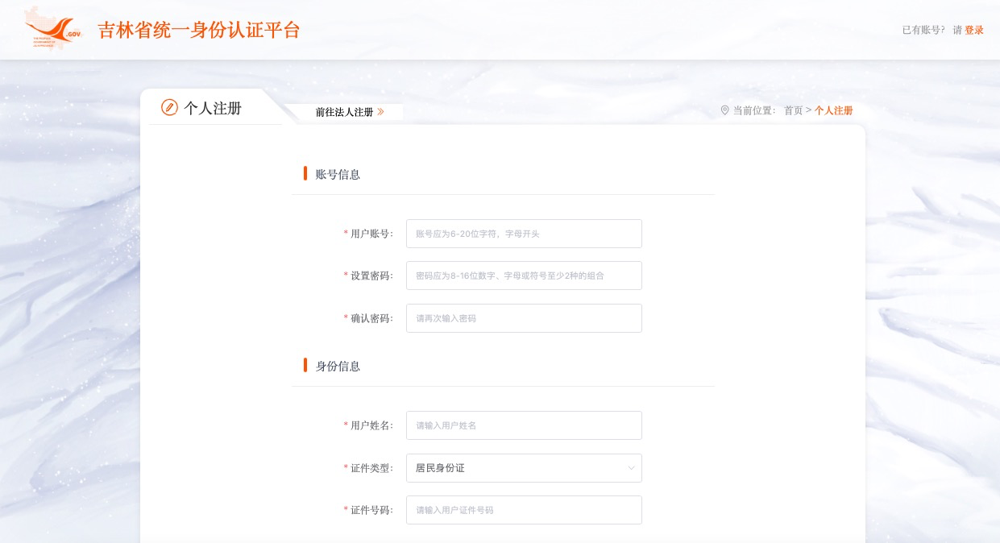 .GOV
吉林省统一身份认证平台
已有账号? 请 登录
个人注册
前往法人注册
当前位置: 首页 > 个人注册
账号信息
* 用户账号:
账号应为6-20位字符, 字母开头
* 设置密码:
密码应为8-16位数字、字母或符号至少2种的组合
* 确认密码:
请再次输入密码
身份信息
* 用户姓名:
请输入用户姓名
* 证件类型:
居民身份证
* 证件号码:
请输入用户证件号码